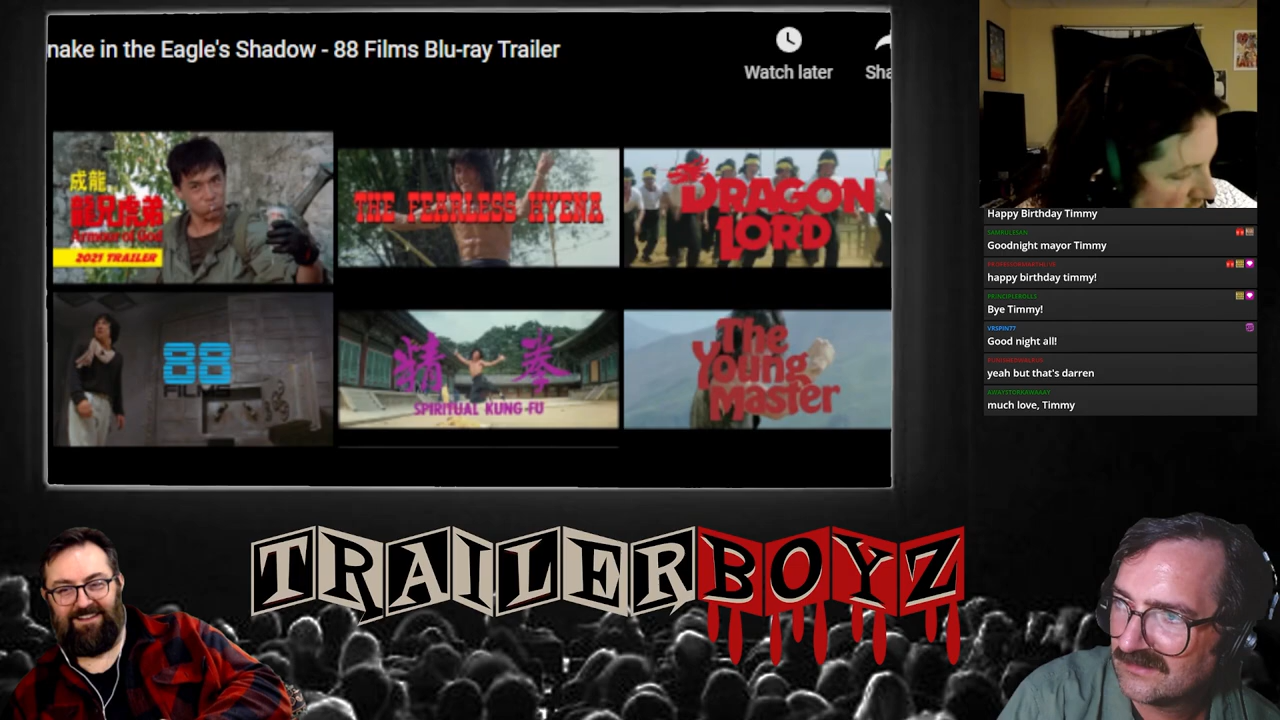 nake in the Eagle's Shadow - 88 Films Blu-ray Trailer
Watch later
Sha
成龍
龍兄虎弟
Armour of God
2021 TRAILER
THE FEARLESS HYENA
DRAGON
LORD
88
FILMS
精拳
SPIRITUAL KUNG-FU
The
Young
Master
Happy Birthday Timmy
Goodnight mayor Timmy
happy birthday timmy!
Bye Timmy!
VRSPIN77
Good night all!
yeah but that's darren
much love, Timmy
TRAILERBOYZ